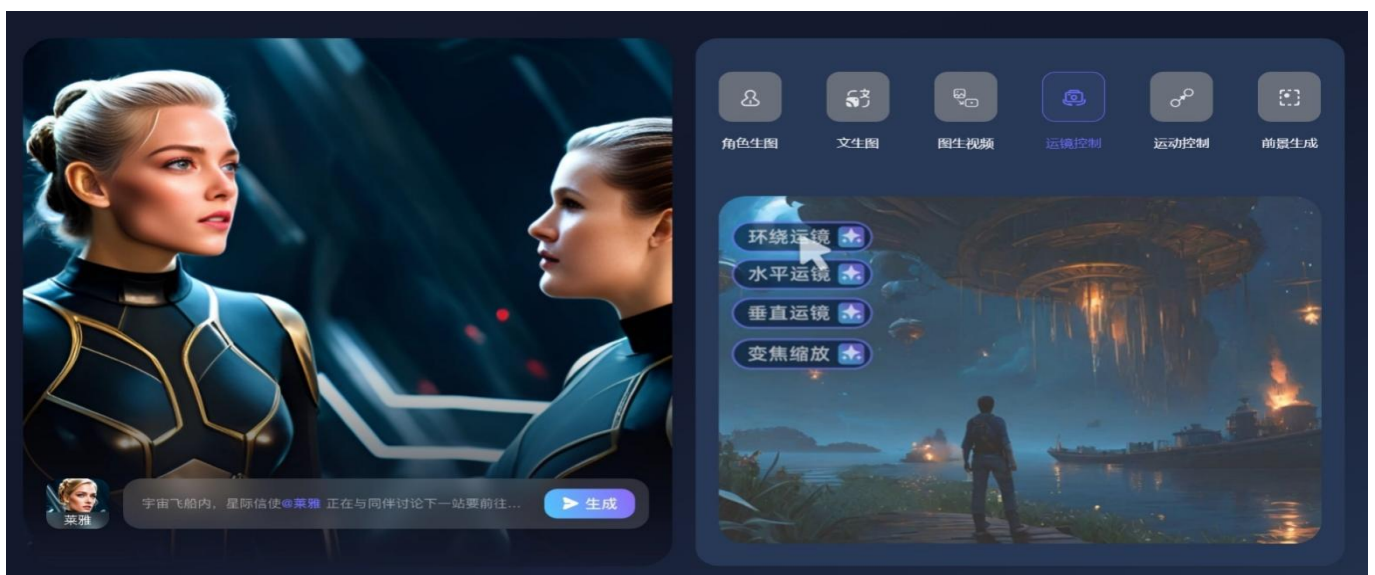 莱雅
宇宙飞船内，星际信使@莱雅 正在与同伴讨论下一站要前往...
生成
角色生图
文生图
图生视频
运镜控制
运动控制
前景生成
环绕运镜
水平运镜
垂直运镜
变焦缩放